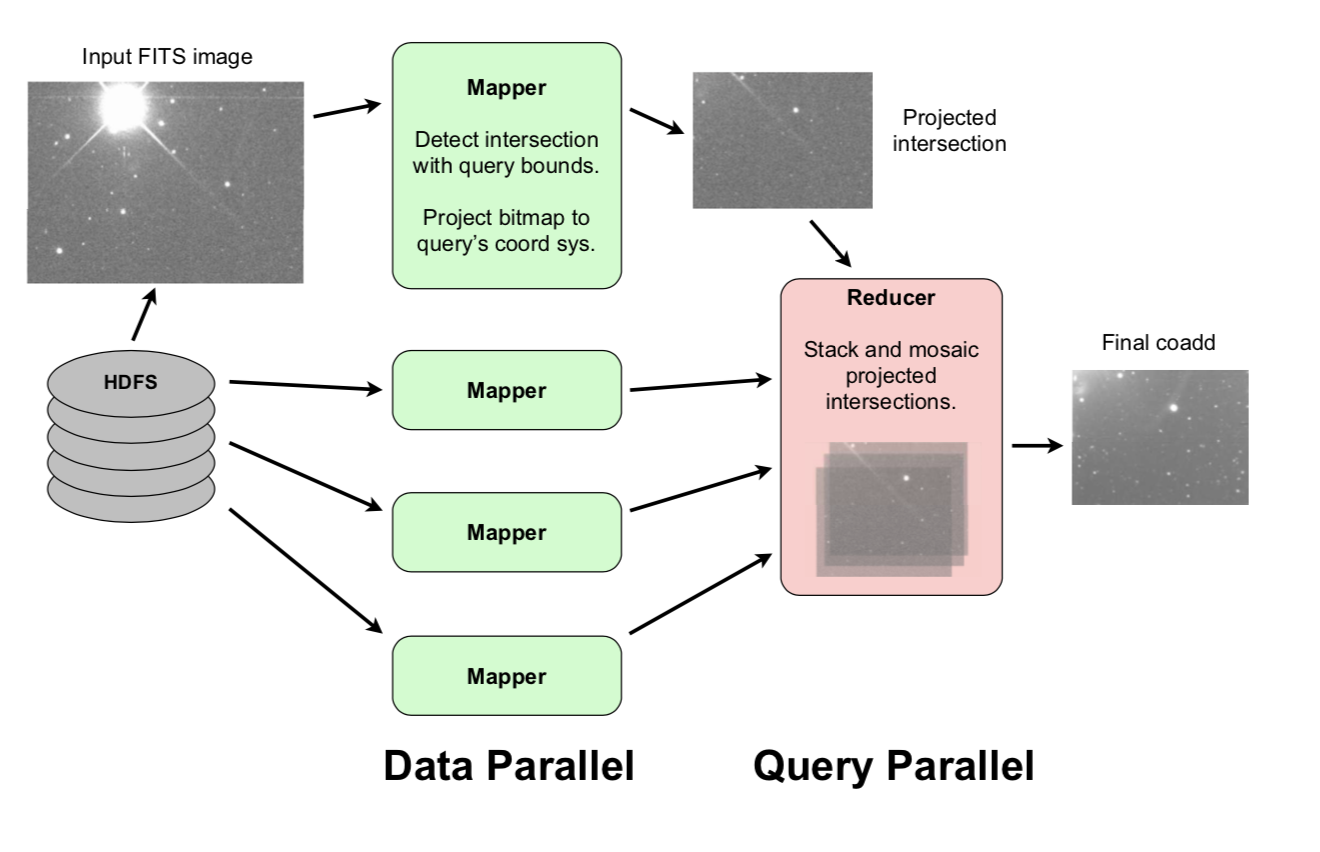 Input FITS image
Mapper
Detect intersection
with query bounds.
Project bitmap to
query's coord sys.
Projected
intersection
HDFS
Mapper
Mapper
Mapper
Reducer
Stack and mosaic
projected
intersections.
Final coadd
Data Parallel
Query Parallel